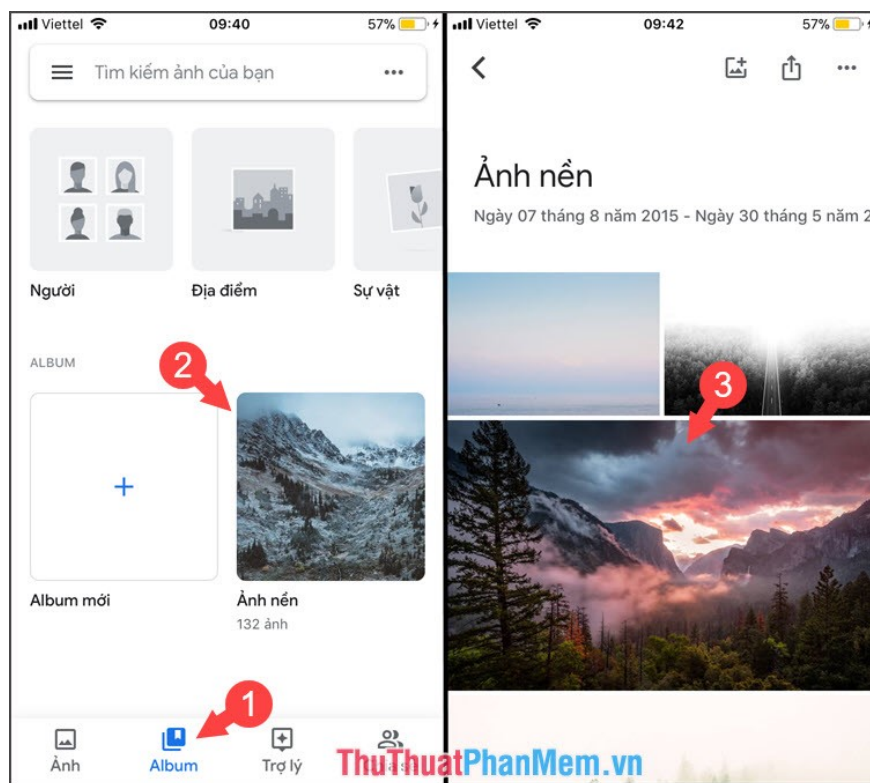 Viettel 09:40 57%
Tìm kiếm ảnh của bạn
Người Địa điểm Sự vật
ALBUM
2
Album mới Ảnh nền
132 ảnh
1
Ảnh Album Trợ lý
Viettel 09:42 57%
Ảnh nền
Ngày 07 tháng 8 năm 2015 - Ngày 30 tháng 5 năm 2
3
ThuThuatPhanMem.vn